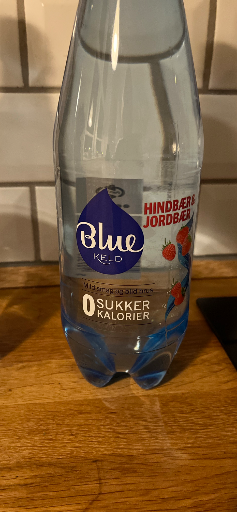 Blue
KELD
HINDBÆR &
JORDBÆR
0 SUKKER
KALORIER